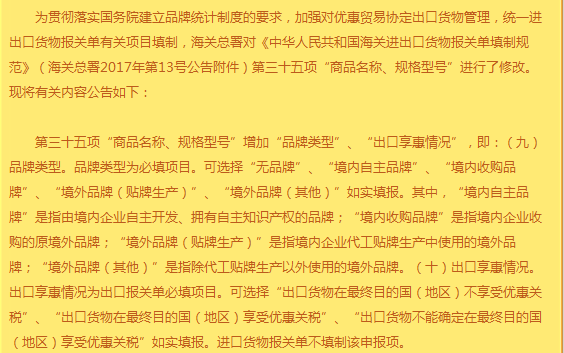 为贯彻落实国务院建立品牌统计制度的要求，加强对优惠贸易协定出口货物管理，统一进
出口货物报关单有关项目填制，海关总署对《中华人民共和国海关进出口货物报关单填制规
范》（海关总署2017年第13号公告附件）第三十五项“商品名称、规格型号”进行了修改。
现将有关内容公告如下：
第三十五项“商品名称、规格型号”增加“品牌类型”、“出口享惠情况”，即：（九）
品牌类型。品牌类型为必填项目。可选择“无品牌”、“境内自主品牌”、“境内收购品
牌”、“境外品牌（贴牌生产）”、“境外品牌（其他）”如实填报。其中，“境内自主品
牌”是指由境内企业自主开发、拥有自主知识产权的品牌；“境内收购品牌”是指境内企业收
购的原境外品牌；“境外品牌（贴牌生产）”是指境内企业代工贴牌生产中使用的境外品
牌；“境外品牌（其他）”是指除代工贴牌生产以外使用的境外品牌。（十）出口享惠情况。
出口享惠情况为出口报关单必填项目。可选择“出口货物在最终目的国（地区）不享受优惠关
税”、“出口货物在最终目的国（地区）享受优惠关税”、“出口货物不能确定在最终目的国
（地区）享受优惠关税”如实填报。进口货物报关单不填制该申报项。